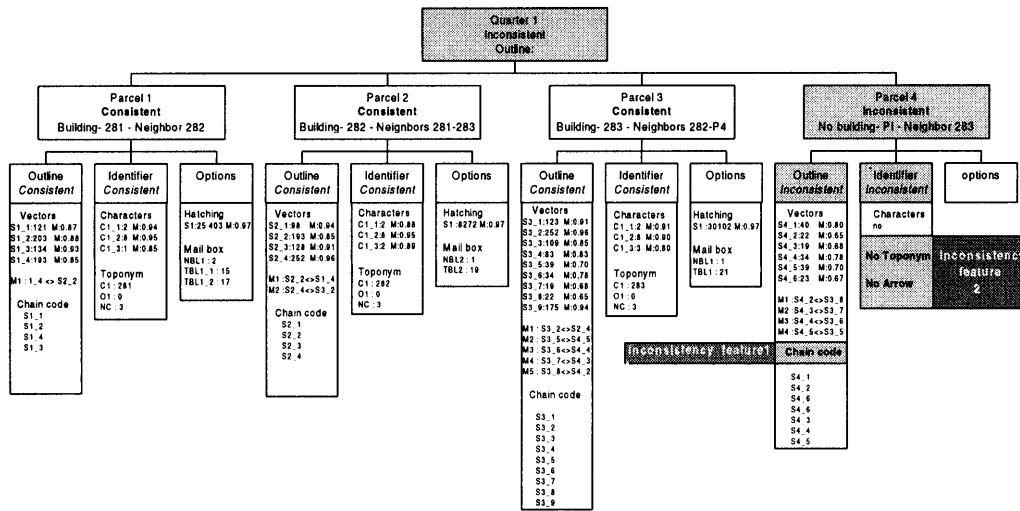 Quarter 1
Inconsistent
Outline:
Parcel 1
Consistent
Building- 281 - Neighbor 282
Parcel 2
Consistent
Building- 282 - Neignbors 281-283
Parcel 3
Consistent
Building- 283 - Neighbors 282-P4
Parcel 4
Inconsistent
No building- PI - Neighbor 283
Outline
Consistent
Vectors
S1_1:121 M:0.87
S1_2:203 M:0.88
S1_3:134 M:0.93
S1_4:193 M:0.85
M1 : 1_4 <> S2_2
Chain code
S1_1
S1_2
S1_4
S1_3
Identifier
Consistent
Characters
C1_1:2 M:0.94
C1_2:8 M:0.95
C1_3:1 M:0.85
Toponym
C1 : 281
O1 : 0
NC : 3
Options
Hatching
S1:25 403 M:0.97
Mail box
NBL1 : 2
TBL1_1 : 15
TBL1_2 : 17
Outline
Consistent
Vectors
S2_1:98 M:0.94
S2_2:193 M:0.85
S2_3:128 M:0.91
S2_4:252 M:0.96
M1 :S2_2<>S1_4
M2 :S2_4<>S3_2
Chain code
S2_1
S2_2
S2_3
S2_4
Identifier
Consistent
Characters
C1_1:2 M:0.88
C1_2:8 M:0.95
C1_3:2 M:0.89
Toponym
C1 : 282
O1 : 0
NC : 3
Options
Hatching
S1 :8272 M:0.97
Mail box
NBL2 : 1
TBL2 : 19
Outline
Consistent
Vectors
S3_1:123 M:0.91
S3_2:252 M:0.96
S3_3:109 M:0.85
S3_4:83 M:0.83
S3_5:39 M:0.70
S3_6:34 M:0.78
S3_7:19 M:0.68
S3_8:22 M:0.65
S3_9:175 M:0.94
M1 : S3_2<>S2_4
M2 : S3_5<>S4_5
M3 : S3_6<>S4_4
M4 : S3_7<>S4_3
M5 : S3_8<>S4_2
Chain code
S3_1
S3_2
S3_3
S3_4
S3_5
S3_6
S3_7
S3_8
S3_9
Identifier
Consistent
Characters
C1_1:2 M:0.91
C1_2:8 M:0.90
C1_3:3 M:0.80
Toponym
C1 : 283
O1 : 0
NC : 3
Options
Hatching
S1 :30102 M:0.97
Mail box
NBL1 : 1
TBL1 : 21
Outline
Inconsistent
Vectors
S4_1:40 M:0.80
S4_2:22 M:0.65
S4_3:19 M:0.68
S4_4:34 M:0.78
S4_5:39 M:0.70
S4_6:23 M:0.67
M1 :S4_2<>S3_8
M2 :S4_3<>S3_7
M3 :S4_4<>S3_6
M4 :S4_5<>S3_5
Inconsistency feature1
Chain code
S4_1
S4_2
S4_6
S4_6
S4_3
S4_4
S4_5
Identifier
Inconsistent
Characters
no
No Toponym
No Arrow
Inconsistency
feature
2
options